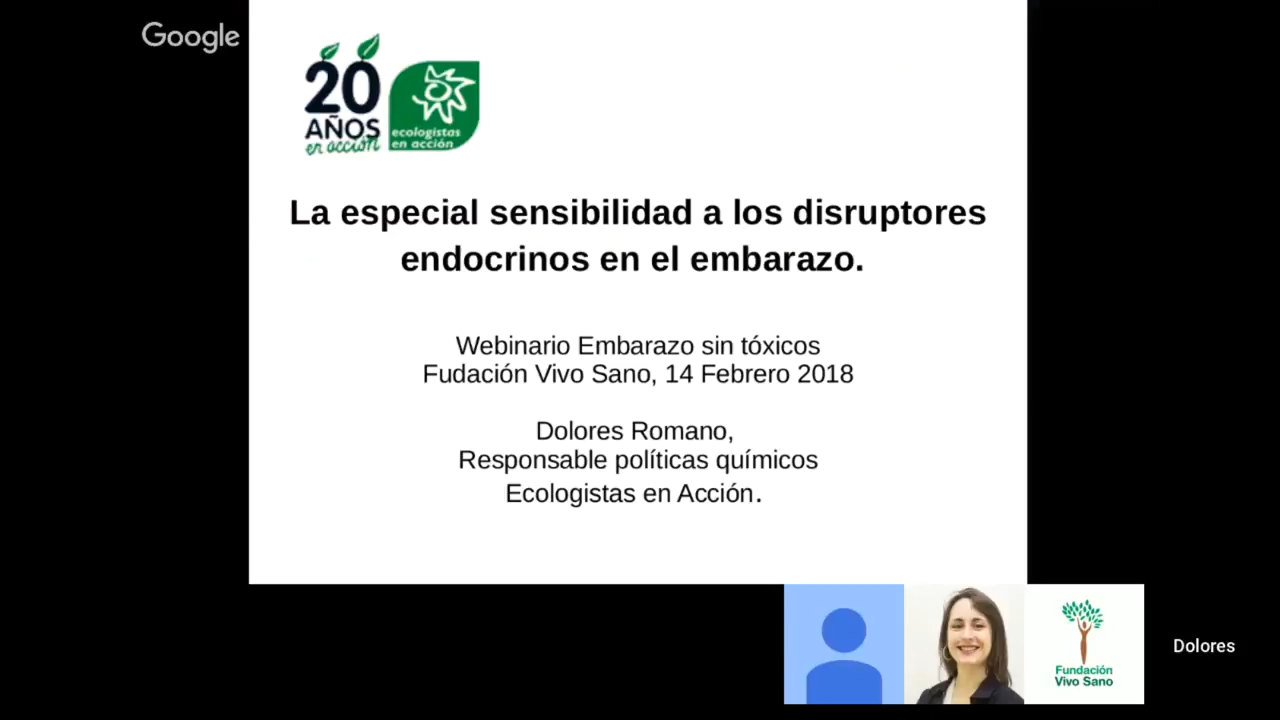 Google
20
AÑOS
en acción
ecologistas
en acción
La especial sensibilidad a los disruptores
endocrinos en el embarazo.
Webinario Embarazo sin tóxicos
Fudación Vivo Sano, 14 Febrero 2018
Dolores Romano,
Responsable políticas químicos
Ecologistas en Acción.
Fundación
Vivo Sano
Dolores